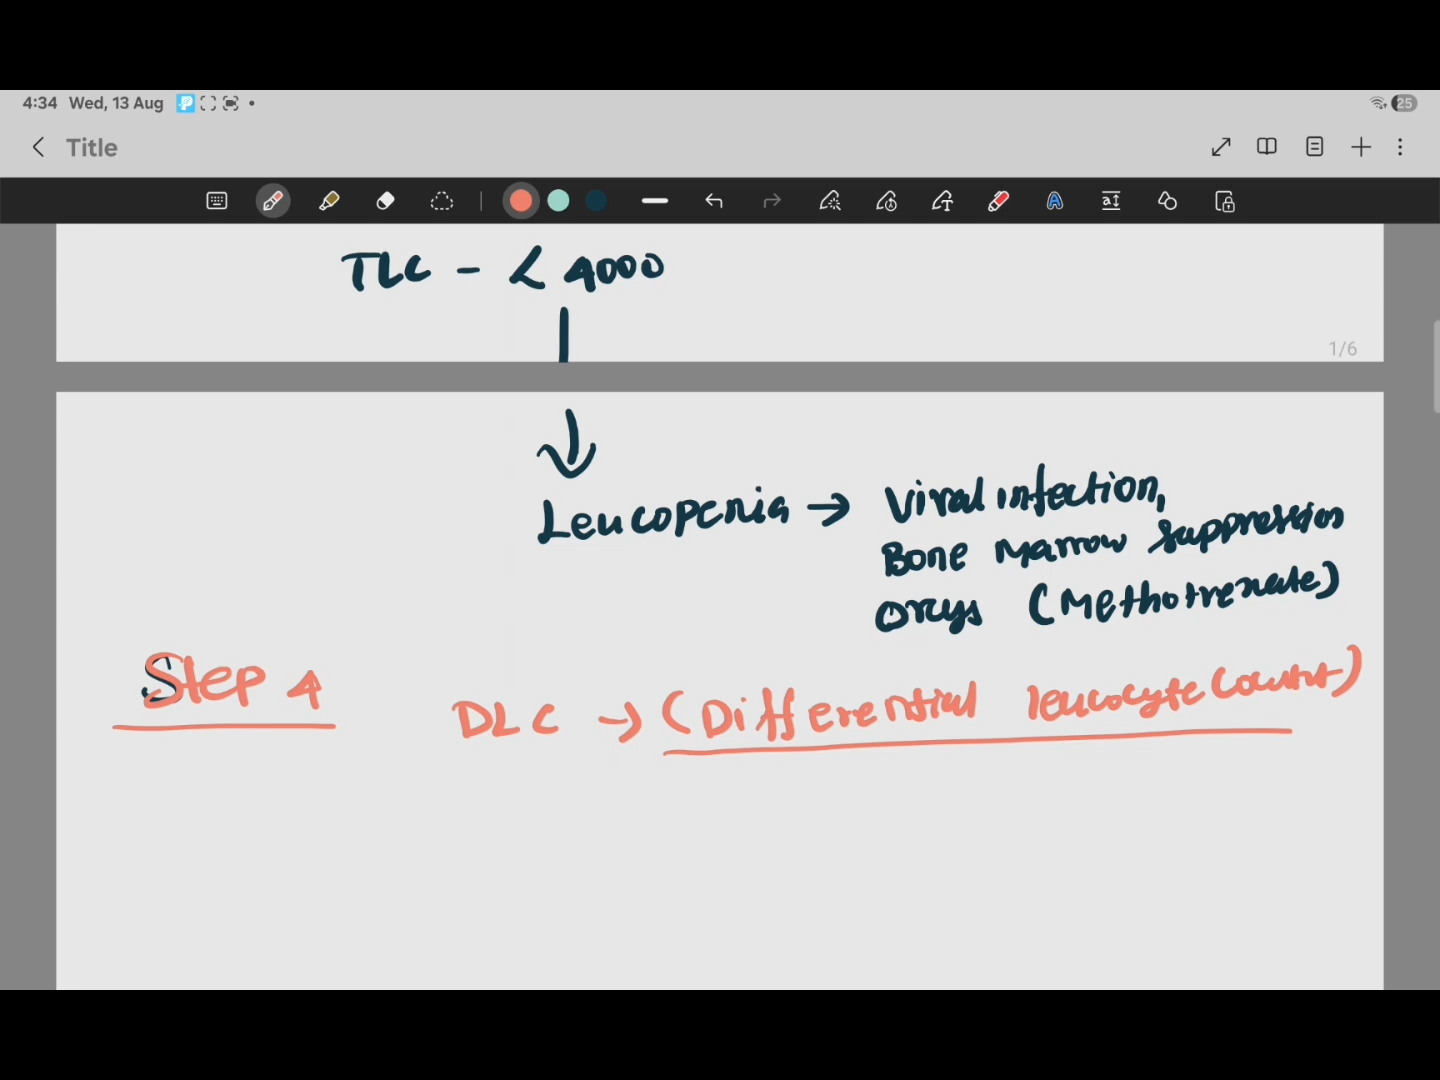 4:34 Wed, 13 Aug
25
Title
TLC - < 4000
1/6
Leucopenia → Viral infection,
Bone Marrow suppression
Drugs (Methotrexate)
Step 4
DLC → (Differential leucocyte count)